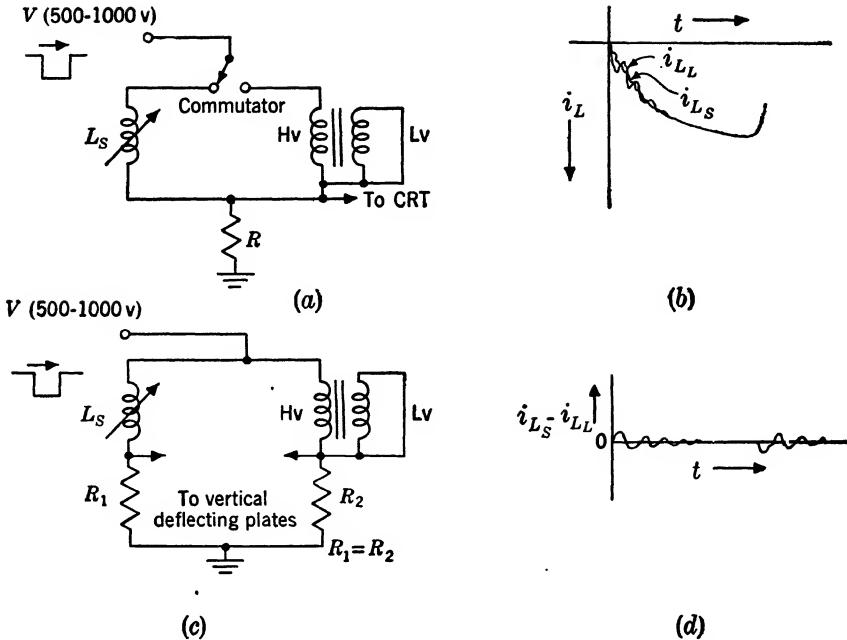 V (500-1000 v)
Commutator
L_S
Hv
Lv
To CRT
R
(a)
t
i_{L_L}
i_{L_S}
i_L
(b)
V (500-1000 v)
L_S
Hv
Lv
R_1
To vertical
deflecting plates
R_2
R_1=R_2
(c)
i_{L_S}- i_{L_L}
0
t
(d)